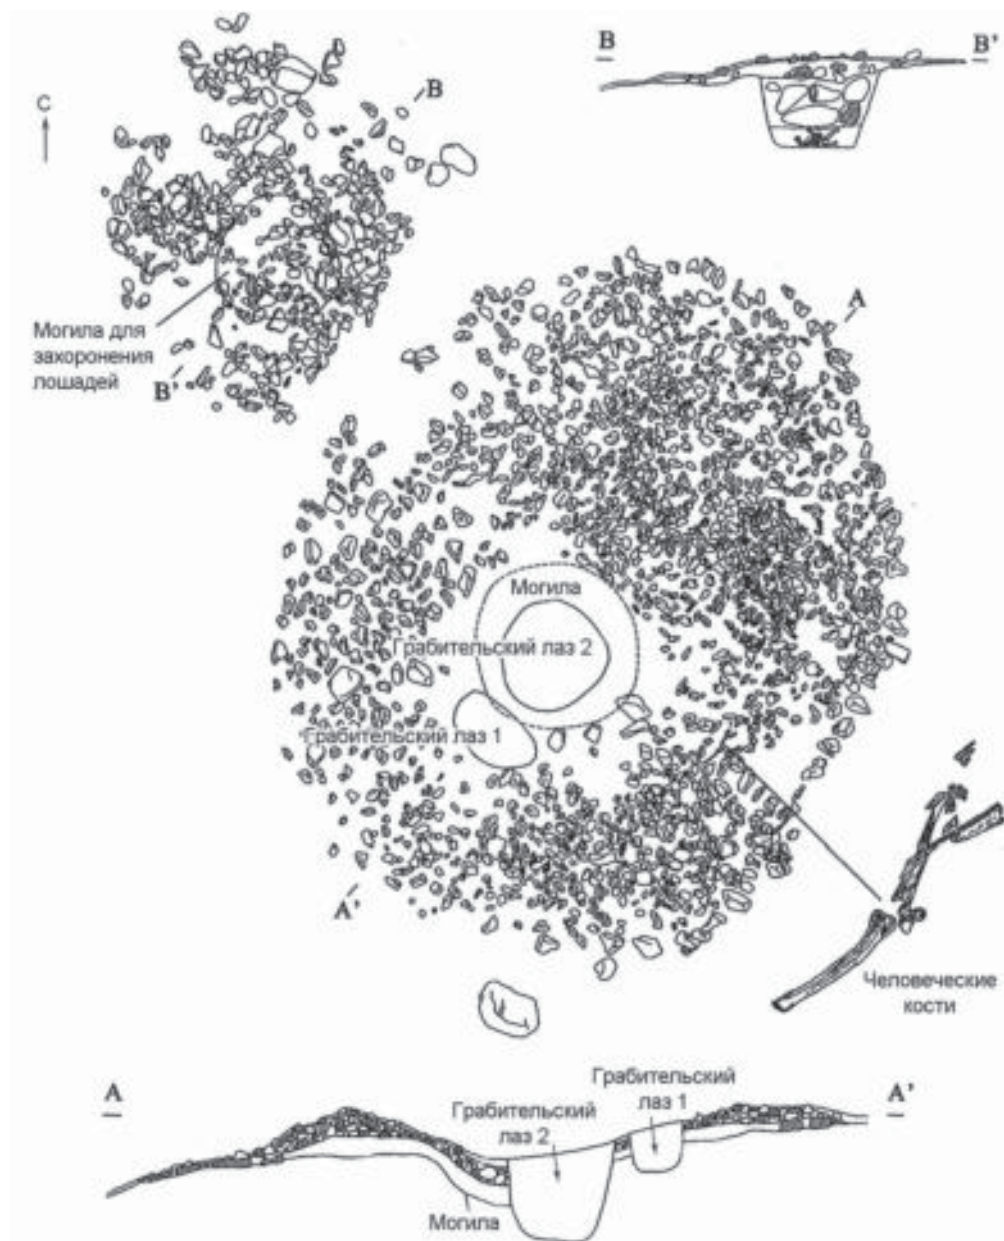 B B'
B
С
Могила для
захоронения
лошадей
B'
A
Могила
Грабительский лаз 2
Грабительский лаз 1
A'
Человеческие
кости
A A'
Грабительский
лаз 1
Грабительский
лаз 2
Могила